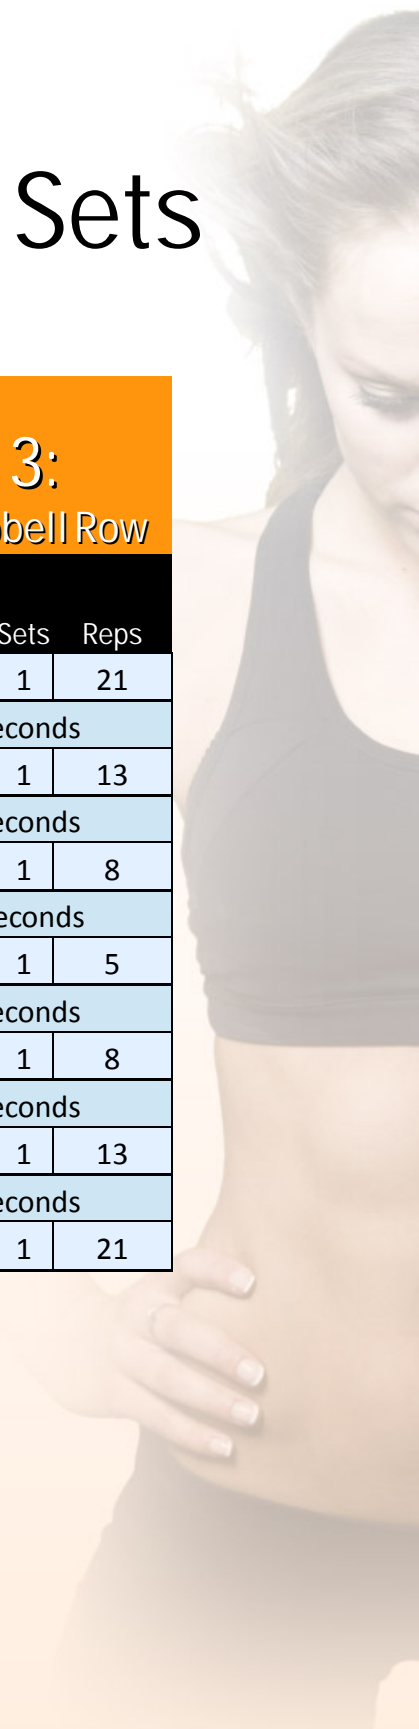 Sets
3:
bell Row
Sets Reps
1 21
econds
1 13
econds
1 8
econds
1 5
econds
1 8
econds
1 13
econds
1 21